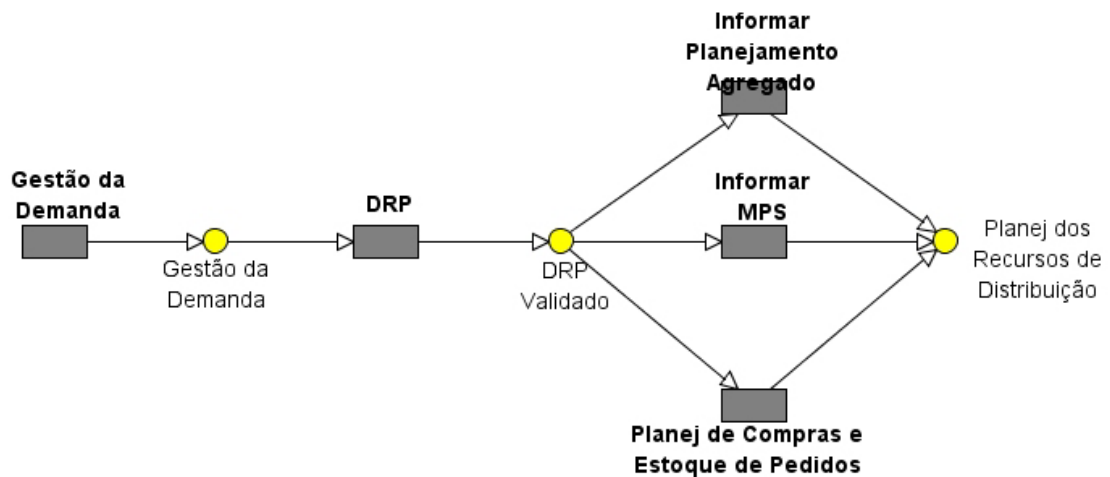 Informar
Planejamento
Agregado
Gestão da
Demanda
DRP
Informar
MPS
Gestão da
Demanda
DRP
Validado
Planej dos
Recursos de
Distribuição
Planej de Compras e
Estoque de Pedidos